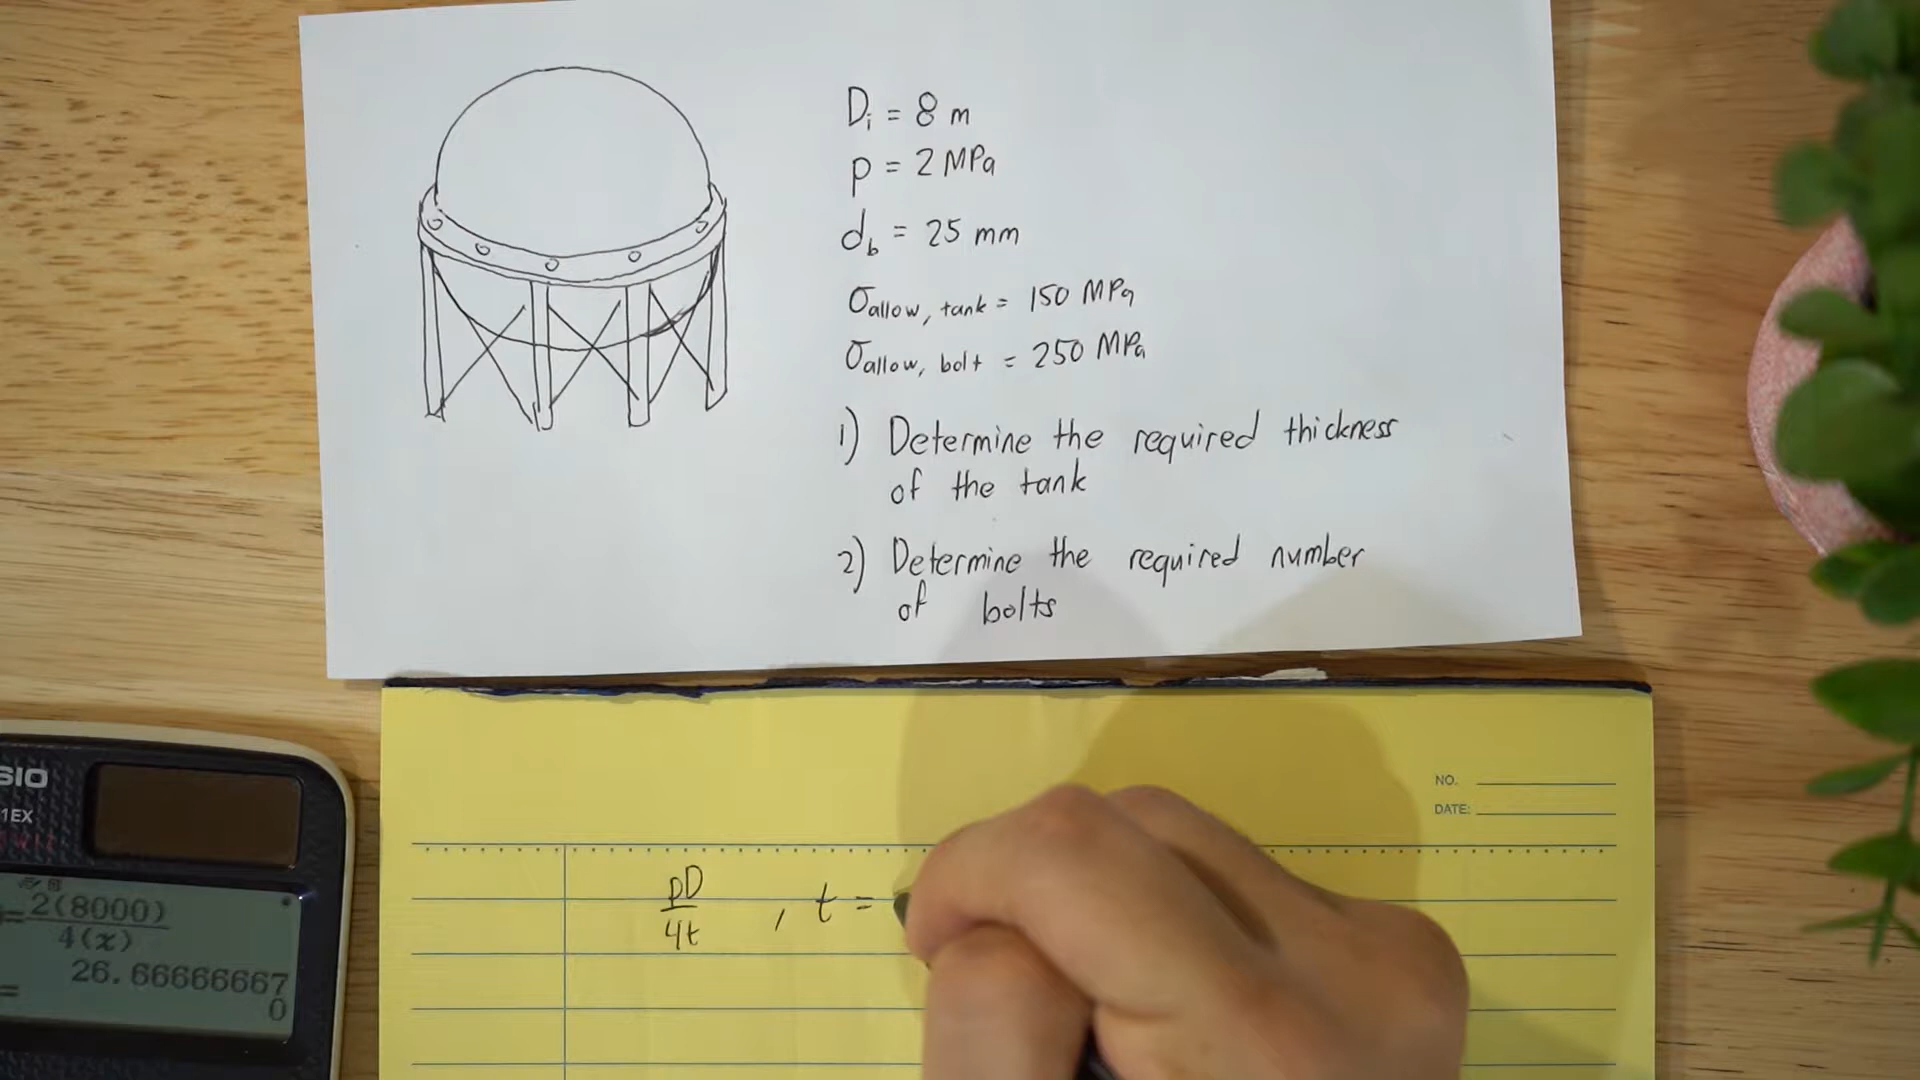 Di = 8 m
p = 2 MPa
db = 25 mm
σallow, tank = 150 MPa
σallow, bolt = 250 MPa
1) Determine the required thickness
of the tank
2) Determine the required number
of bolts
NO.
DATE:
SIO
1EX
pD
4t
, t =
=2(8000)
4(x)
26.66666667
= 0